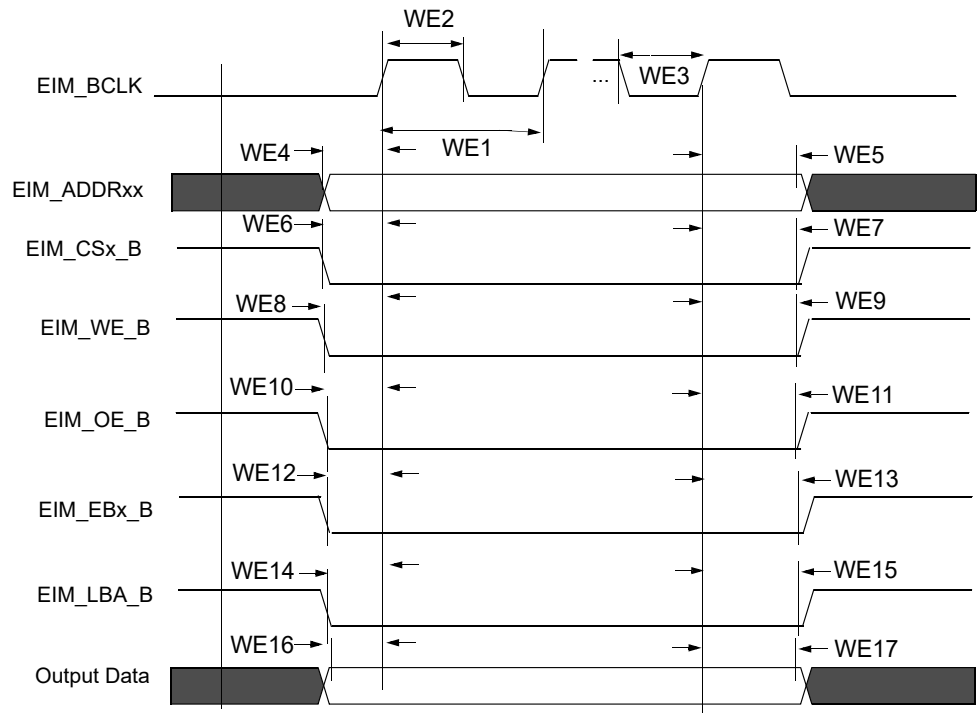 WE2
EIM_BCLK
...
WE3
WE1
WE4
WE5
EIM_ADDRxx
WE6
WE7
EIM_CSx_B
WE8
WE9
EIM_WE_B
WE10
WE11
EIM_OE_B
WE12
WE13
EIM_EBx_B
WE14
WE15
EIM_LBA_B
WE16
WE17
Output Data